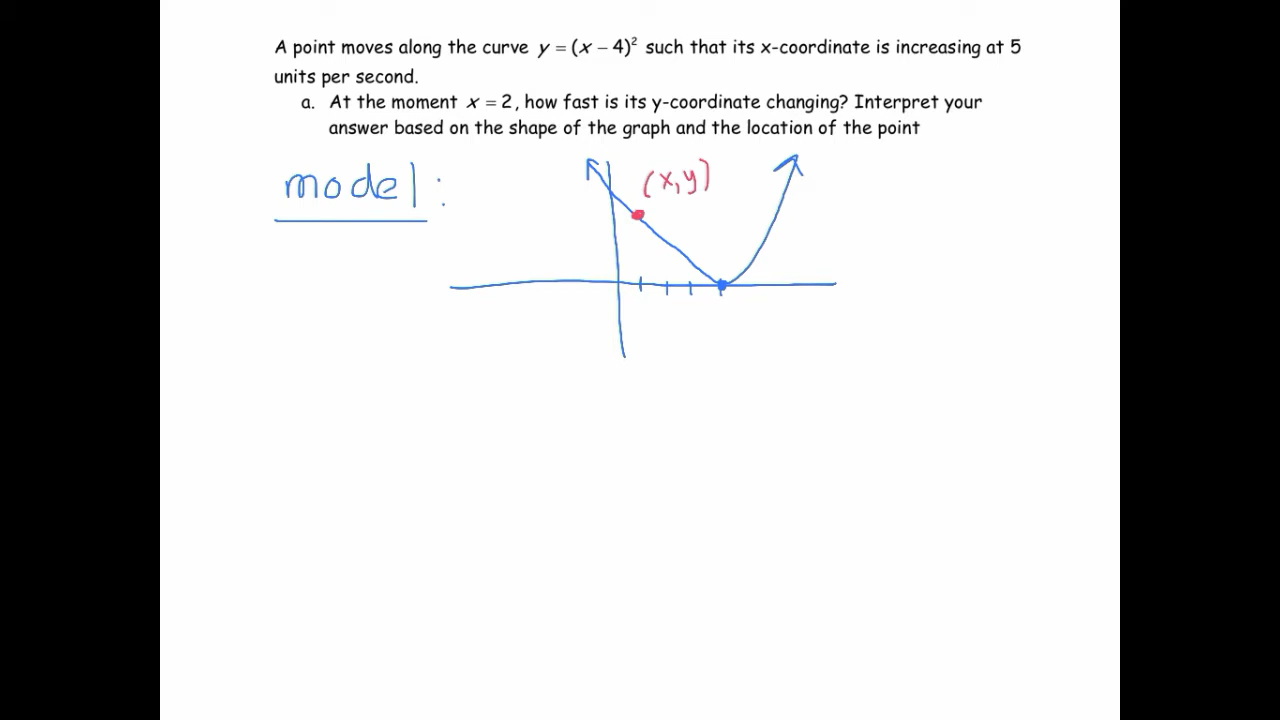 A point moves along the curve y = (x – 4)² such that its x-coordinate is increasing at 5
units per second.
a. At the moment x = 2, how fast is its y-coordinate changing? Interpret your
answer based on the shape of the graph and the location of the point
model:
(x,y)